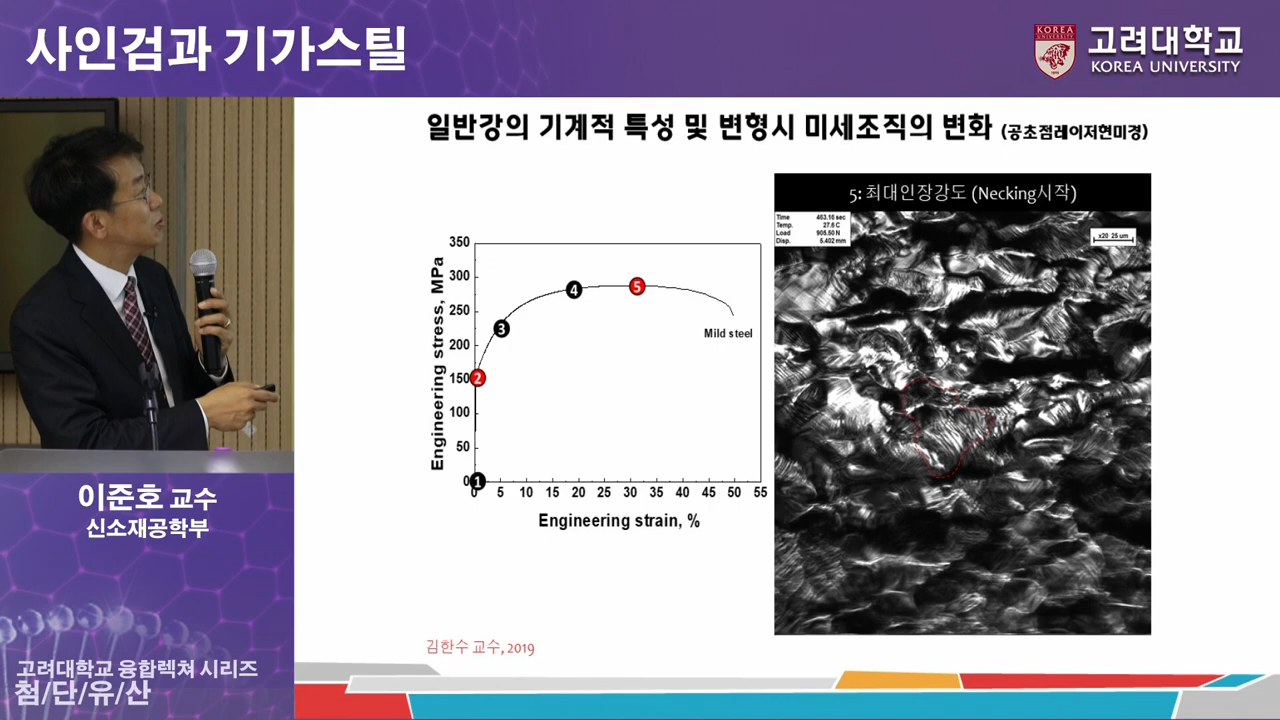 사인검과 기가스틸
KOREA
UNIVERSITY
고려대학교
KOREA UNIVERSITY
일반강의 기계적 특성 및 변형시 미세조직의 변화 (공초점레이저현미경)
5: 최대인장강도 (Necking시작)
Time 463.16 sec
Temp. 27.6 C
Load 905.50 N
Disp. 5.402 mm
x20 25 um
Engineering stress, MPa
350
300
250
200
150
100
50
0
1
2
3
4
5
Mild steel
0 5 10 15 20 25 30 35 40 45 50 55
Engineering strain, %
이준호 교수
신소재공학부
김한수 교수, 2019
고려대학교 융합렉쳐 시리즈
첨/단/유/산